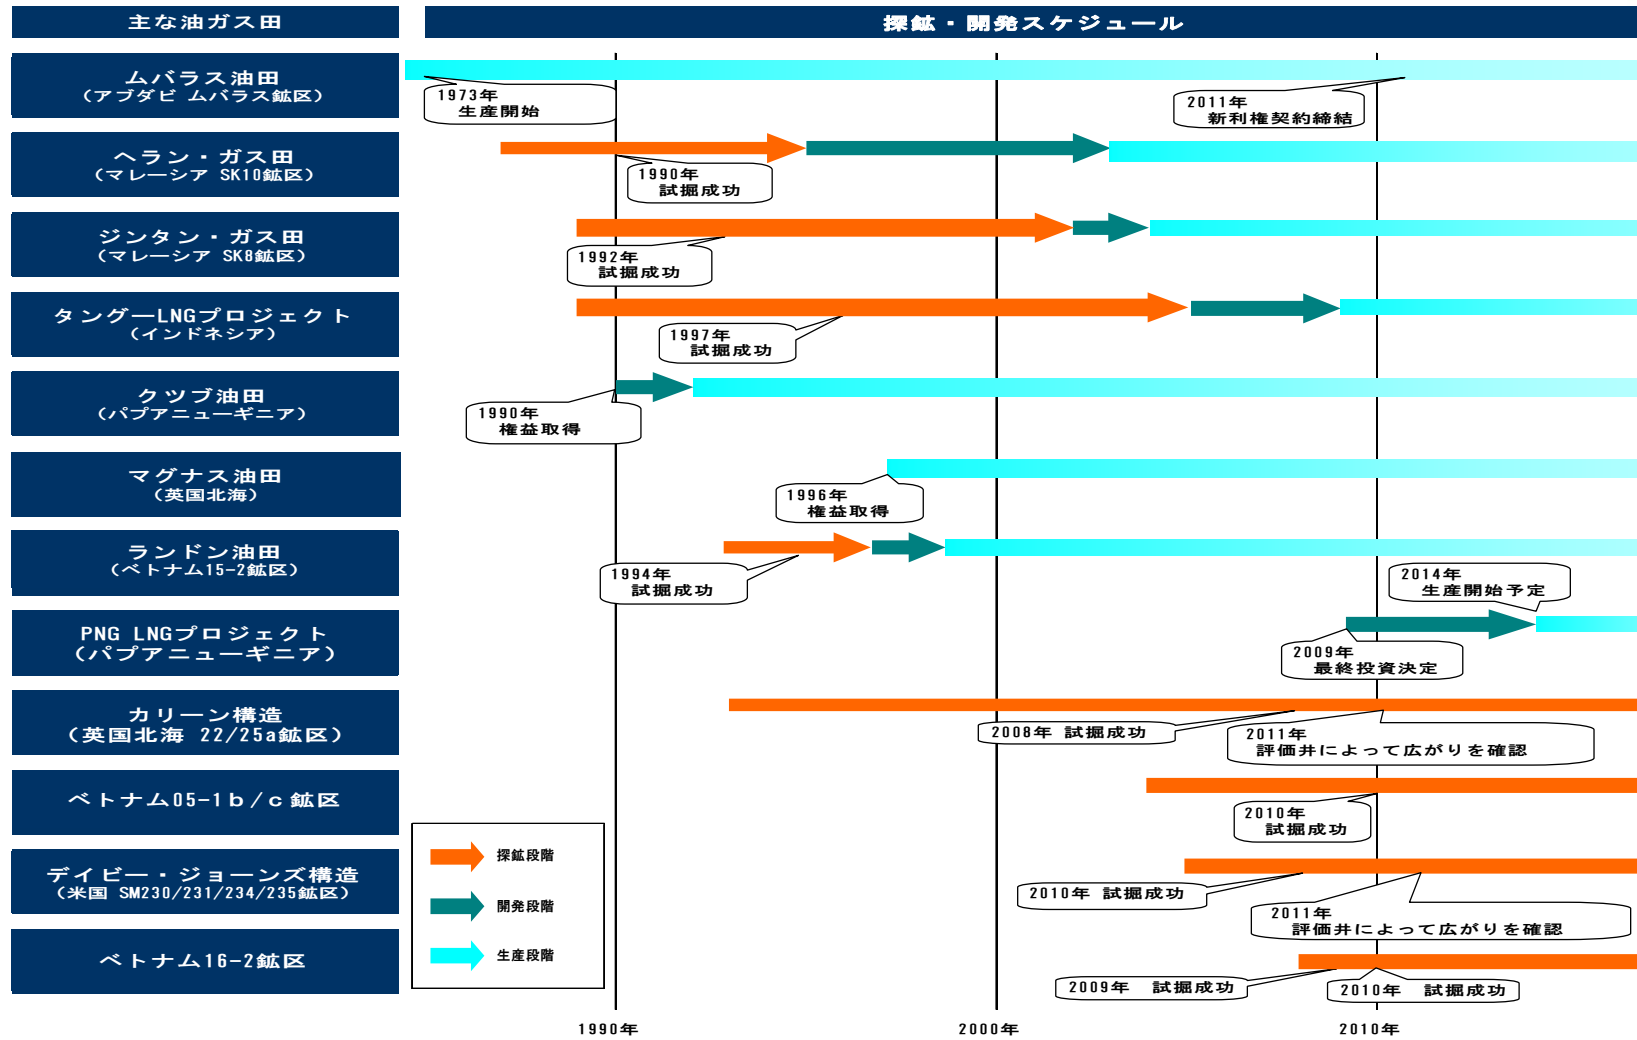 主な油ガス田
探鉱・開発スケジュール
ムバラス油田
(アブダビ ムバラス鉱区)
1973年
生産開始
2011年
新利権契約締結
ヘラン・ガス田
(マレーシア SK10鉱区)
1990年
試掘成功
ジンタン・ガス田
(マレーシア SK8鉱区)
1992年
試掘成功
タングーLNGプロジェクト
(インドネシア)
1997年
試掘成功
クツブ油田
(パプアニューギニア)
1990年
権益取得
マグナス油田
(英国北海)
1996年
権益取得
ランドン油田
(ベトナム15-2鉱区)
1994年
試掘成功
2014年
生産開始予定
PNG LNGプロジェクト
(パプアニューギニア)
2009年
最終投資決定
カリーン構造
(英国北海 22/25a鉱区)
2008年 試掘成功
2011年
評価井によって広がりを確認
ベトナム05-1b/c鉱区
2010年
試掘成功
デイビー・ジョーンズ構造
(米国 SM230/231/234/235鉱区)
2010年 試掘成功
2011年
評価井によって広がりを確認
ベトナム16-2鉱区
2009年 試掘成功
2010年 試掘成功
探鉱段階
開発段階
生産段階
1990年
2000年
2010年